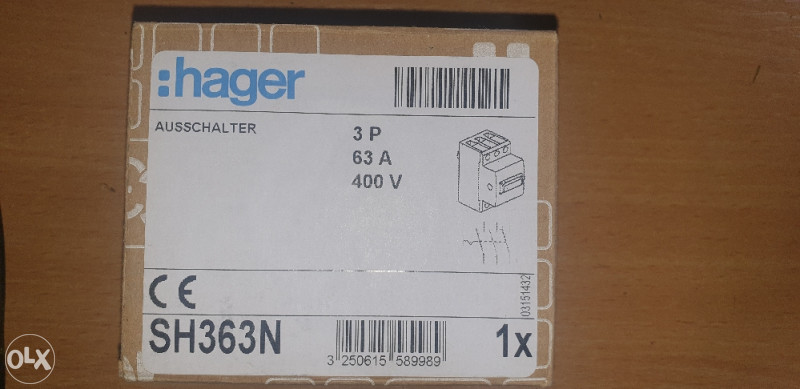 :hager
AUSSCHALTER
3 P
63 A
400 V
03151432
CE
SH363N
3 250615 589989
1x
OLX